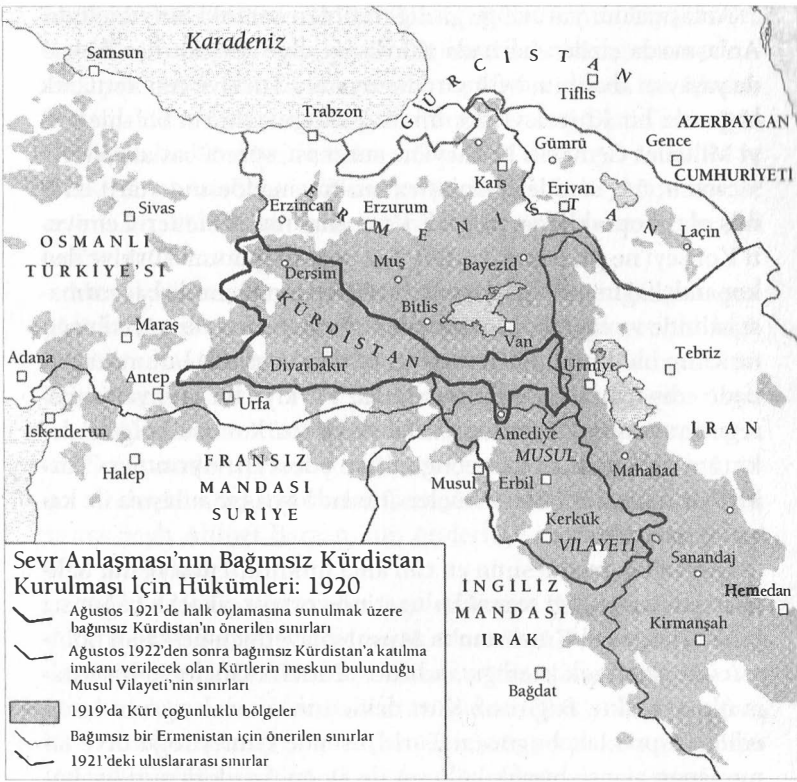 Karadeniz
Samsun
GÜRCİSTAN
Tiflis
Trabzon
AZERBAYCAN
CUMHURİYETİ
Gümrü
Gence
Kars
Erivan
Sivas
Erzincan
Erzurum
ERMENİSTAN
Laçin
OSMANLI
TÜRKİYE'Sİ
Dersim
Muş
Bayezid
Bitlis
KÜRDİSTAN
Van
Maraş
Adana
Diyarbakır
Urmiye
Tebriz
Antep
Urfa
İskenderun
Amediye
İRAN
Halep
FRANSIZ
MANDASI
SURİYE
MUSUL
Musul
Erbil
Mahabad
Kerkük
VİLAYETİ
Sanandaj
Hemedan
Kirmanşah
İNGİLİZ
MANDASI
IRAK
Bağdat
Sevr Anlaşması'nın Bağımsız Kürdistan
Kurulması İçin Hükümleri: 1920
Ağustos 1921'de halk oylamasına sunulmak üzere
bağımsız Kürdistan'ın önerilen sınırları
Ağustos 1922'den sonra bağımsız Kürdistan'a katılma
imkanı verilecek olan Kürtlerin meskun bulunduğu
Musul Vilayeti'nin sınırları
1919'da Kürt çoğunluklu bölgeler
Bağımsız bir Ermenistan için önerilen sınırlar
1921'deki uluslararası sınırlar